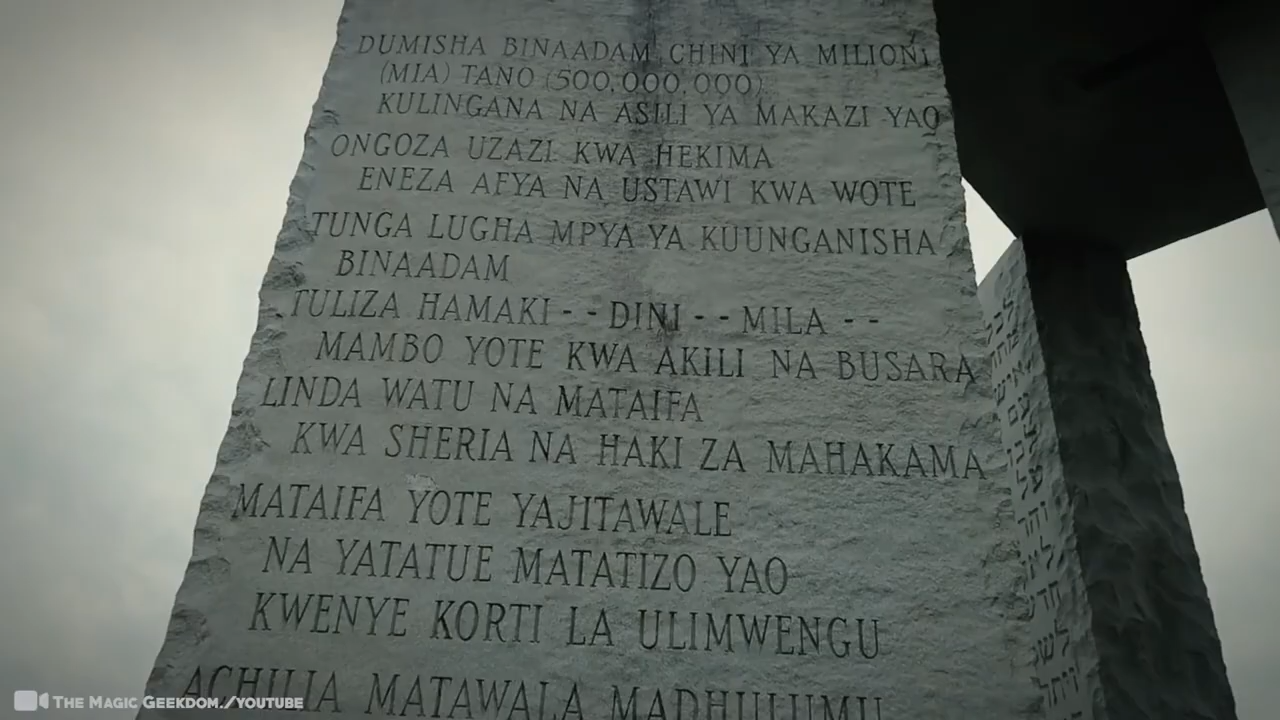 DUMISHA BINAADAM CHINI YA MILIONI
(MIA) TANO (500,000,000)
KULINGANA NA ASILI YA MAKAZI YAO
ONGOZA UZAZI KWA HEKIMA
ENEZA AFYA NA USTAWI KWA WOTE
TUNGA LUGHA MPYA YA KUUNGANISHA
BINAADAM
TULIZA HAMAKI - - DINI - - MILA - -
MAMBO YOTE KWA AKILI NA BUSARA
LINDA WATU NA MATAIFA
KWA SHERIA NA HAKI ZA MAHAKAMA
MATAIFA YOTE YAJITAWALE
NA YATATUE MATATIZO YAO
KWENYE KORTI LA ULIMWENGU
ACHILIA MATAWALA MADHULUMU
THE MAGIC GEEKDOM./YOUTUBE